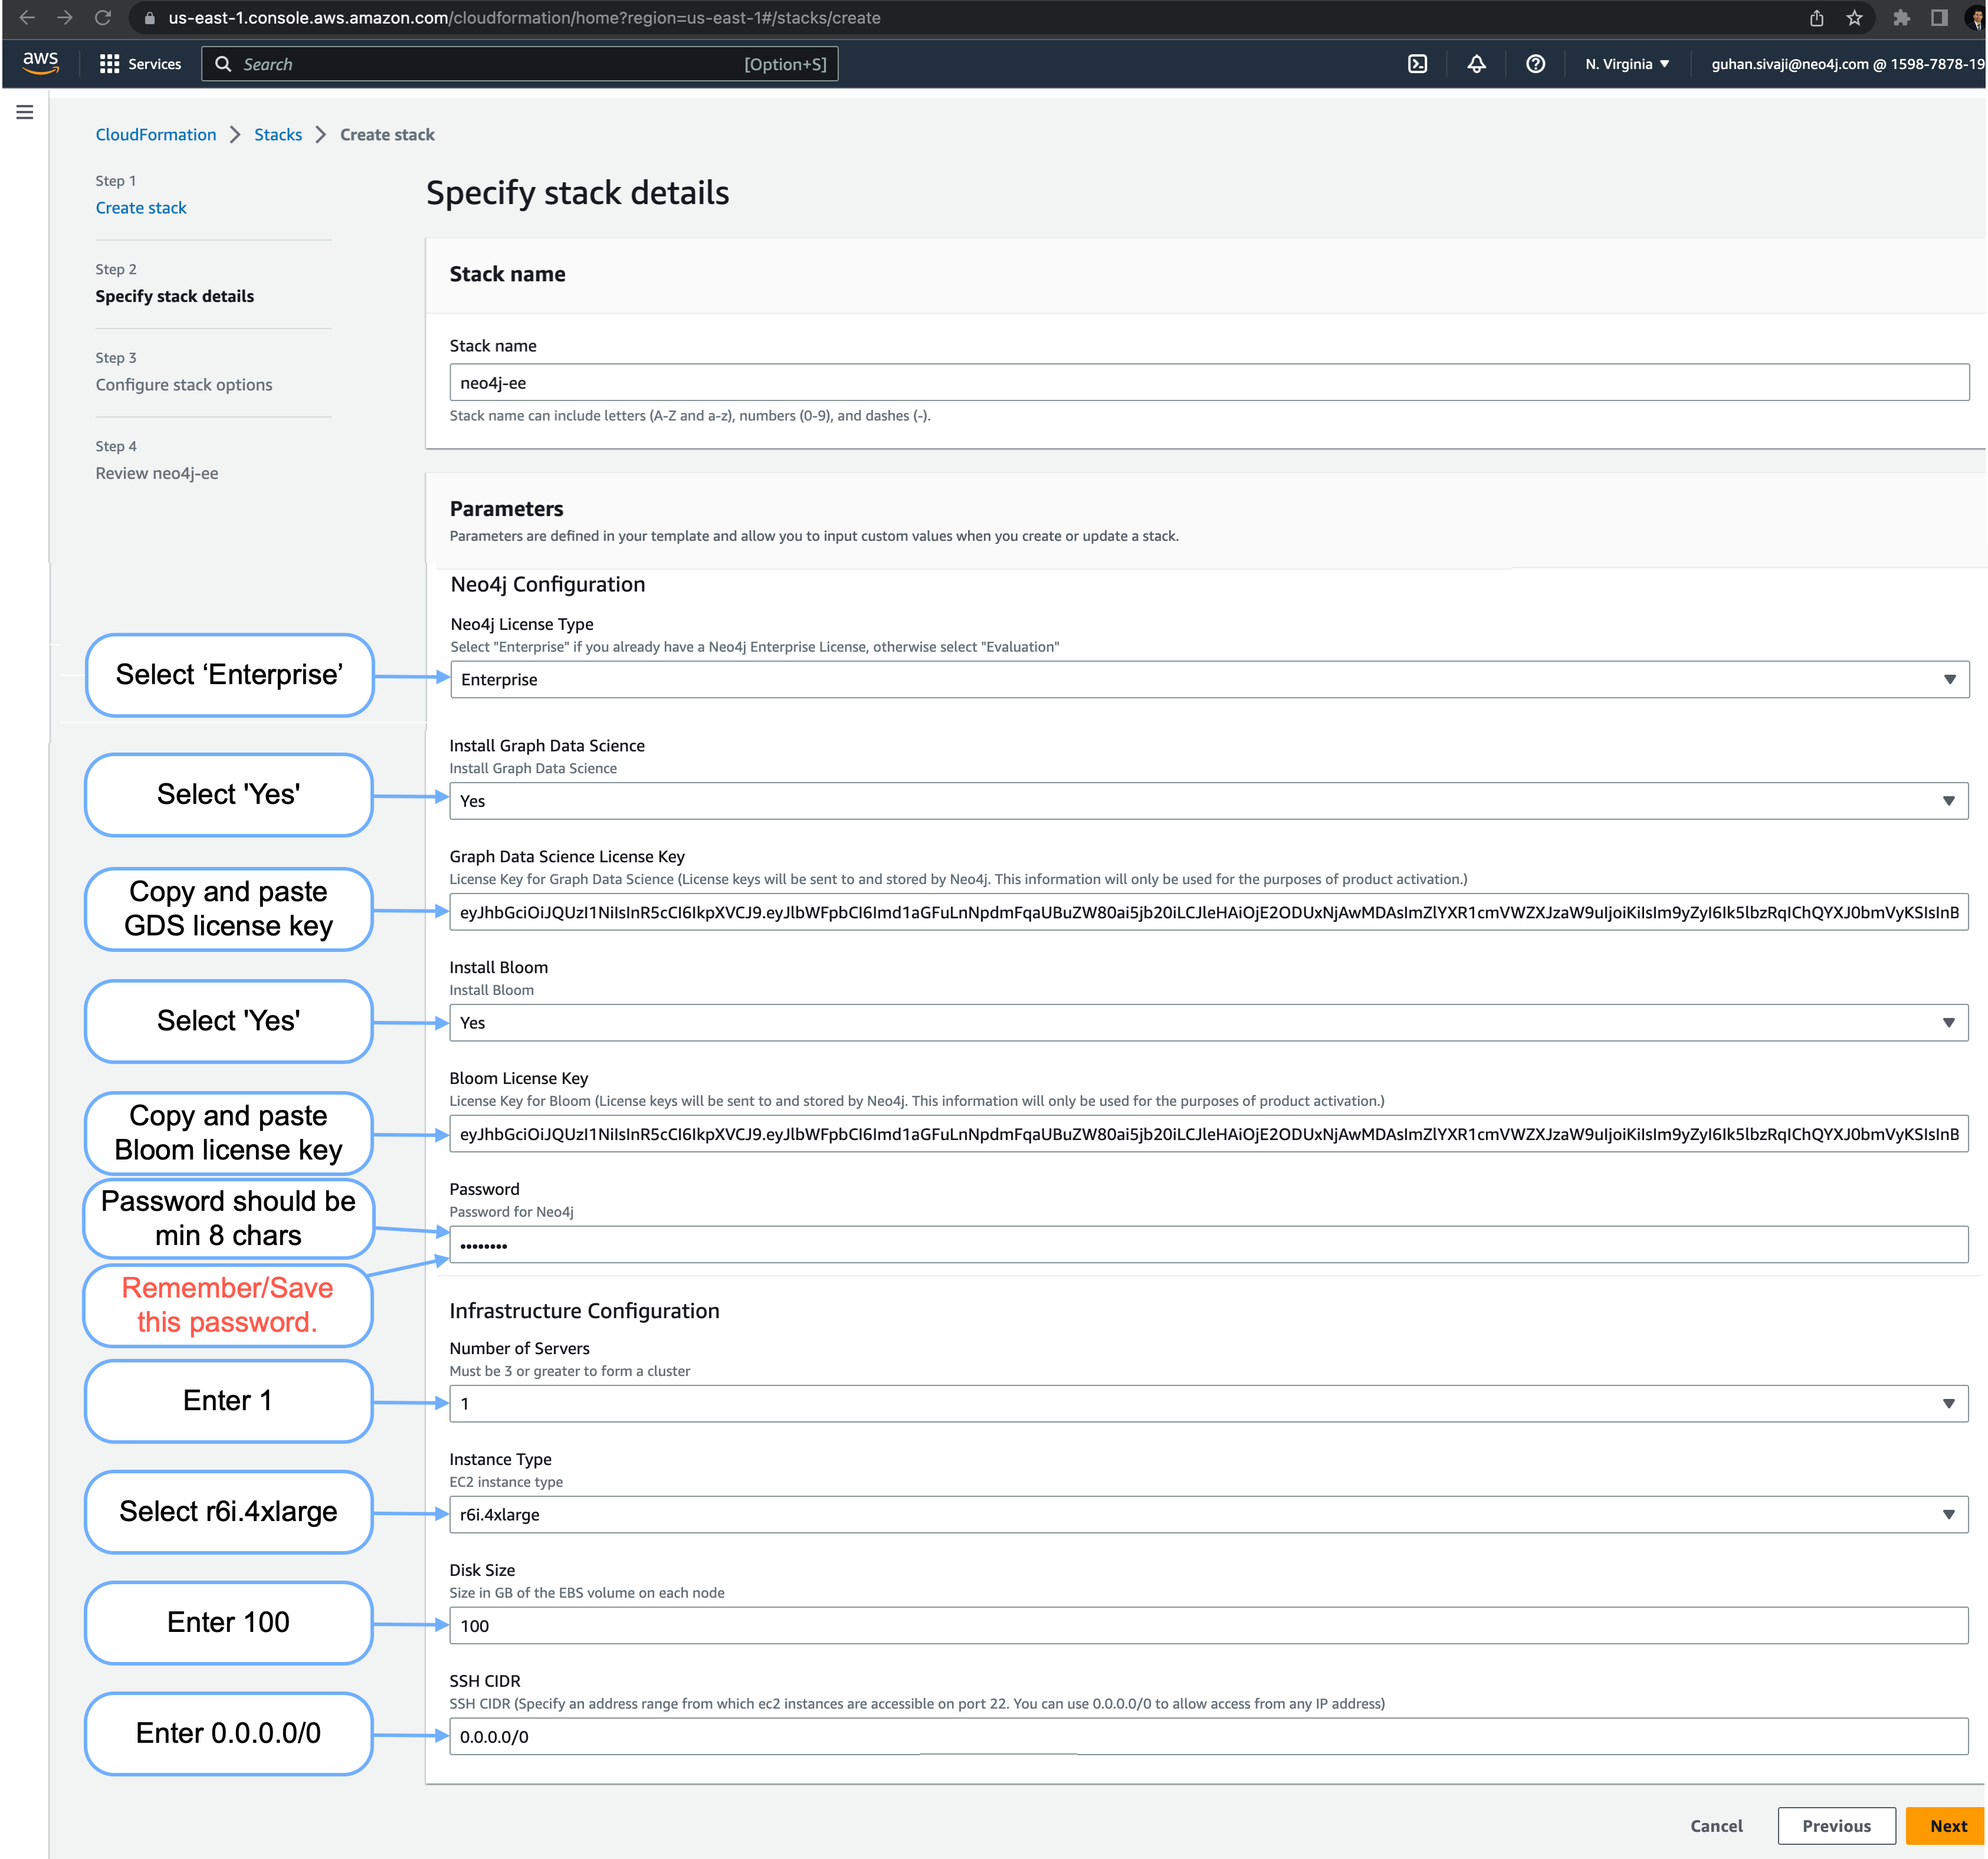 us-east-1.console.aws.amazon.com/cloudformation/home?region=us-east-1#/stacks/create
aws Services Search [Option+S] N. Virginia guhan.sivaji@neo4j.com @ 1598-7878-19
CloudFormation Stacks Create stack
Step 1
Create stack
Step 2
Specify stack details
Step 3
Configure stack options
Step 4
Review neo4j-ee
Specify stack details
Stack name
Stack name
neo4j-ee
Stack name can include letters (A-Z and a-z), numbers (0-9), and dashes (-).
Parameters
Parameters are defined in your template and allow you to input custom values when you create or update a stack.
Neo4j Configuration
Neo4j License Type
Select "Enterprise" if you already have a Neo4j Enterprise License, otherwise select "Evaluation"
Select ‘Enterprise’
Enterprise
Install Graph Data Science
Install Graph Data Science
Select 'Yes'
Yes
Graph Data Science License Key
License Key for Graph Data Science (License keys will be sent to and stored by Neo4j. This information will only be used for the purposes of product activation.)
Copy and paste
GDS license key
eyJhbGciOiJQUzI1NiIsInR5cCI6IkpXVCJ9.eyJlbWFpbCI6Imd1aGFuLnNpdmFqaUBuZW80ai5jb20iLCJleHAiOjE2ODUxNjAwMDAsImZlYXR1cmVWZXJzaW9uIjoiKiIsIm9yZyI6Ik5lbzRqIChQYXJ0bmVyKSIsInB
Install Bloom
Install Bloom
Select 'Yes'
Yes
Bloom License Key
License Key for Bloom (License keys will be sent to and stored by Neo4j. This information will only be used for the purposes of product activation.)
Copy and paste
Bloom license key
eyJhbGciOiJQUzI1NiIsInR5cCI6IkpXVCJ9.eyJlbWFpbCI6Imd1aGFuLnNpdmFqaUBuZW80ai5jb20iLCJleHAiOjE2ODUxNjAwMDAsImZlYXR1cmVWZXJzaW9uIjoiKiIsIm9yZyI6Ik5lbzRqIChQYXJ0bmVyKSIsInB
Password
Password for Neo4j
Password should be
min 8 chars
••••••••
Remember/Save
this password.
Infrastructure Configuration
Number of Servers
Must be 3 or greater to form a cluster
Enter 1
1
Instance Type
EC2 instance type
Select r6i.4xlarge
r6i.4xlarge
Disk Size
Size in GB of the EBS volume on each node
Enter 100
100
SSH CIDR
SSH CIDR (Specify an address range from which ec2 instances are accessible on port 22. You can use 0.0.0.0/0 to allow access from any IP address)
Enter 0.0.0.0/0
0.0.0.0/0
Cancel Previous Next